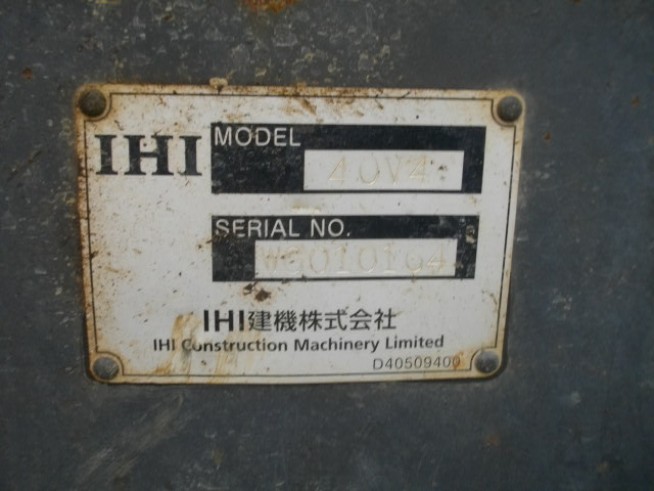 IHI
MODEL
40V4
SERIAL NO.
IHI建機株式会社
IHI Construction Machinery Limited
D40509400